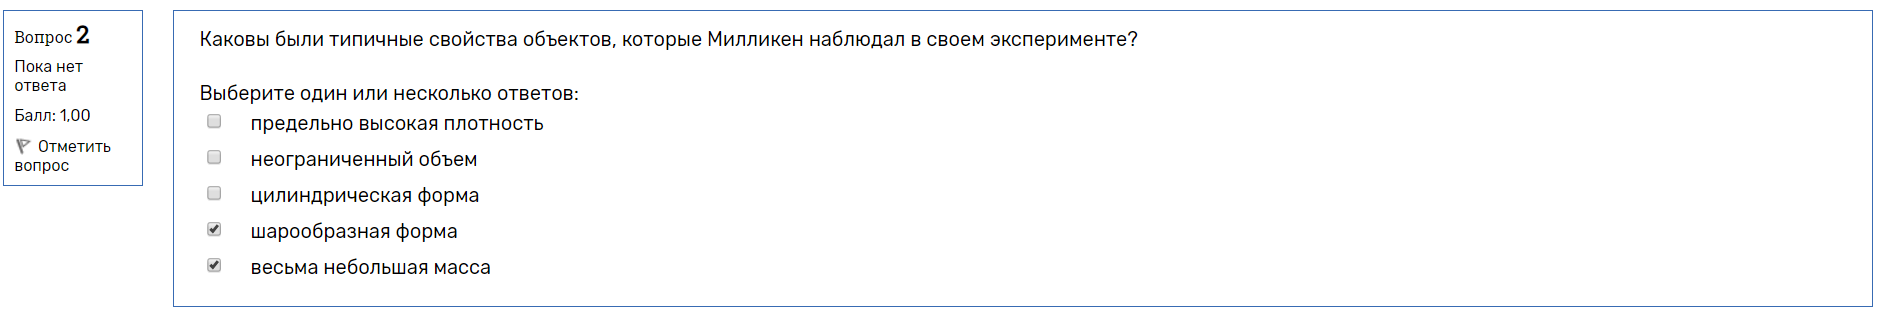 Вопрос 2
Пока нет
ответа
Балл: 1,00
Отметить
вопрос
Каковы были типичные свойства объектов, которые Милликен наблюдал в своем эксперименте?
Выберите один или несколько ответов:
предельно высокая плотность
неограниченный объем
цилиндрическая форма
шарообразная форма
весьма небольшая масса